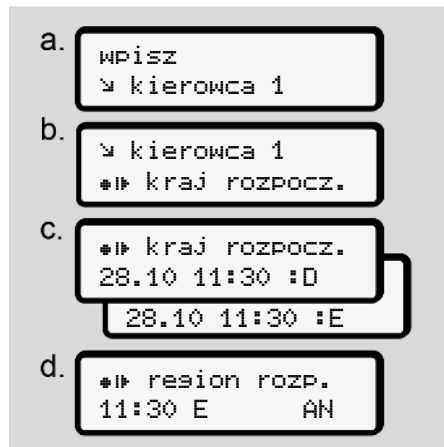 a.
wpisz
↘ kierowca 1
b.
↘ kierowca 1
●I▶ kraj rozpocz.
c.
●I▶ kraj rozpocz.
28.10 11:30 :D
28.10 11:30 :E
d.
●I▶ region rozp.
11:30 E AN